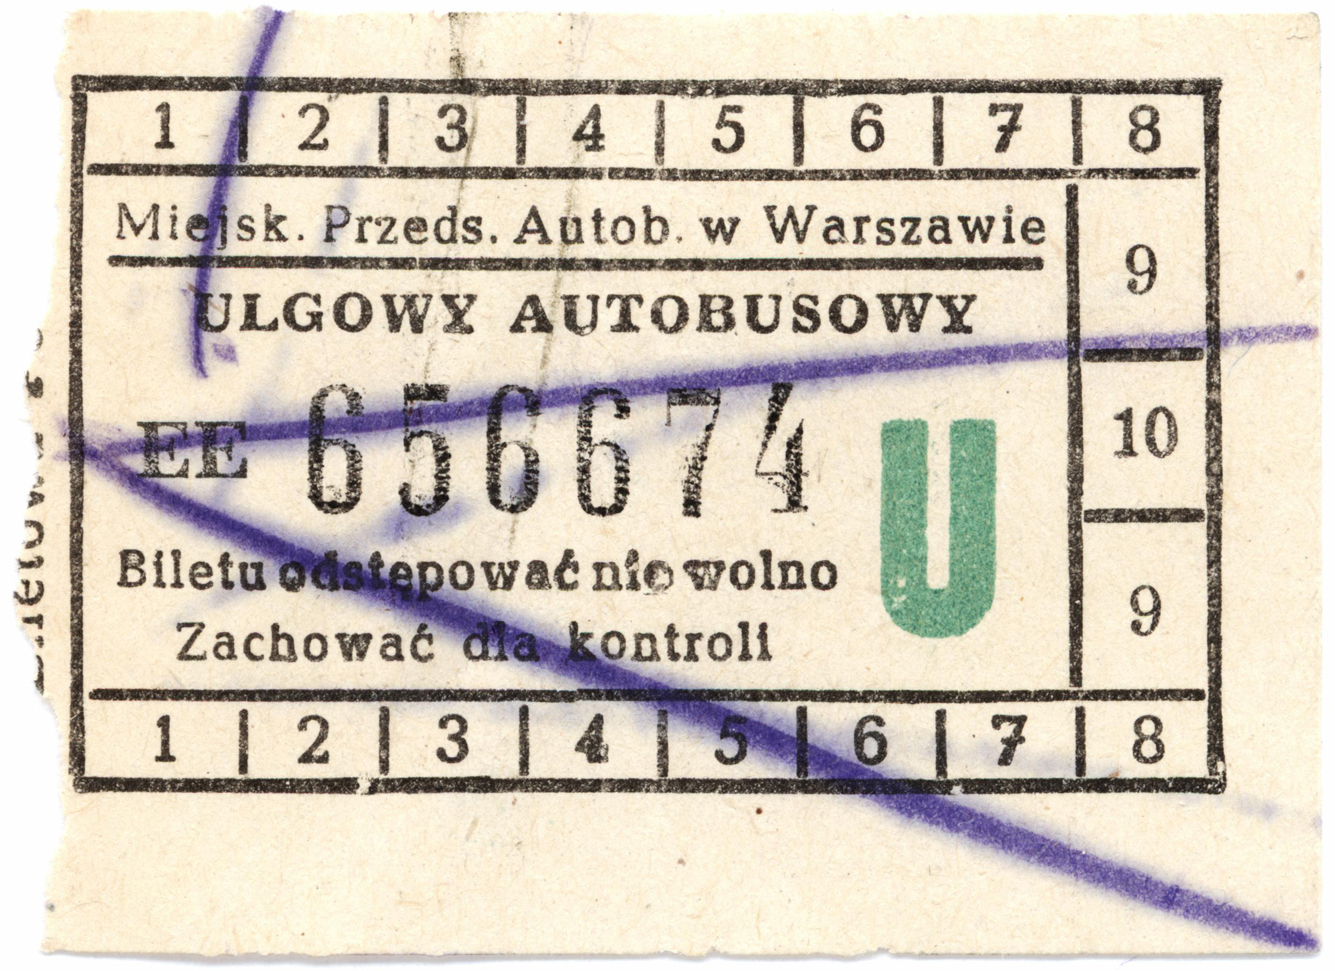 1 | 2 | 3 | 4 | 5 | 6 | 7 | 8
Miejsk. Przeds. Autob. w Warszawie
9
ULGOWY AUTOBUSOWY
EE 656674
U
10
Biletu odstępować nie wolno
9
Zachować dla kontroli
1 | 2 | 3 | 4 | 5 | 6 | 7 | 8